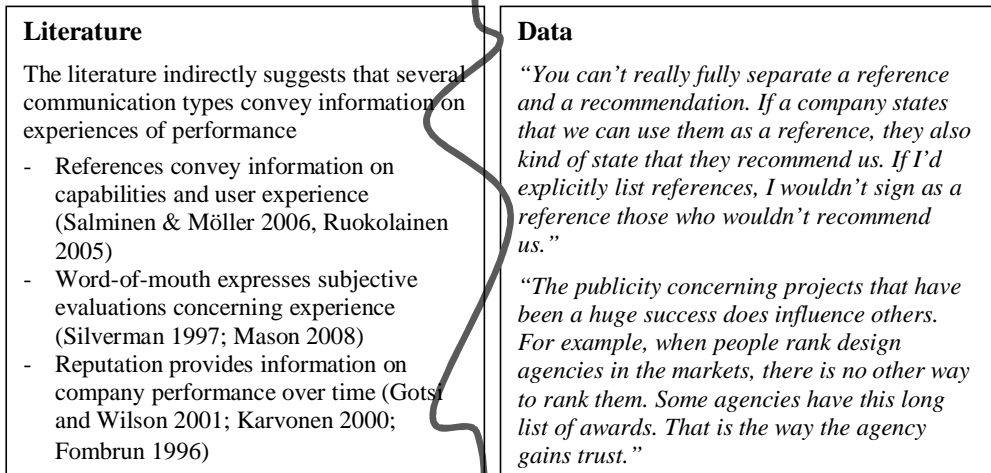 Literature
The literature indirectly suggests that several
communication types convey information on
experiences of performance
- References convey information on
capabilities and user experience
(Salminen & Möller 2006, Ruokolainen
2005)
- Word-of-mouth expresses subjective
evaluations concerning experience
(Silverman 1997; Mason 2008)
- Reputation provides information on
company performance over time (Gotsi
and Wilson 2001; Karvonen 2000;
Fombrun 1996)
Data
“You can’t really fully separate a reference
and a recommendation. If a company states
that we can use them as a reference, they also
kind of state that they recommend us. If I’d
explicitly list references, I wouldn’t sign as a
reference those who wouldn’t recommend
us.”
“The publicity concerning projects that have
been a huge success does influence others.
For example, when people rank design
agencies in the markets, there is no other way
to rank them. Some agencies have this long
list of awards. That is the way the agency
gains trust.”